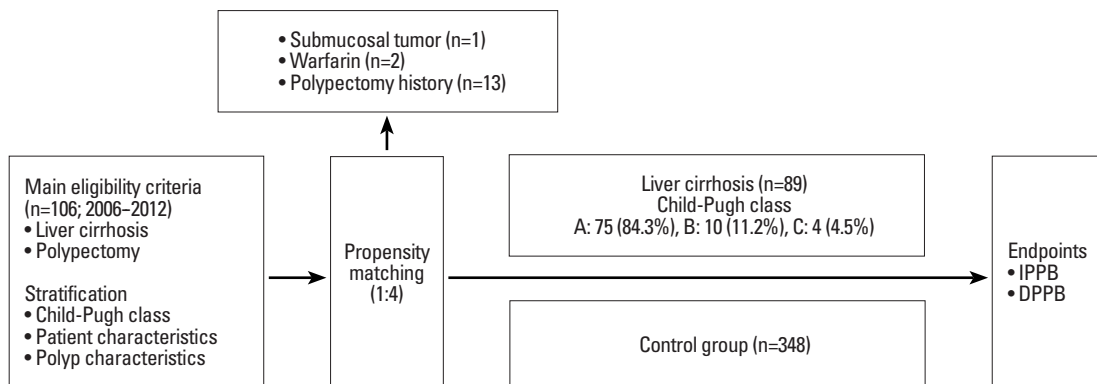 • Submucosal tumor (n=1)
• Warfarin (n=2)
• Polypectomy history (n=13)
Main eligibility criteria
(n=106; 2006–2012)
• Liver cirrhosis
• Polypectomy
Stratification
• Child-Pugh class
• Patient characteristics
• Polyp characteristics
Propensity
matching
(1:4)
Liver cirrhosis (n=89)
Child-Pugh class
A: 75 (84.3%), B: 10 (11.2%), C: 4 (4.5%)
Control group (n=348)
Endpoints
• IPPB
• DPPB